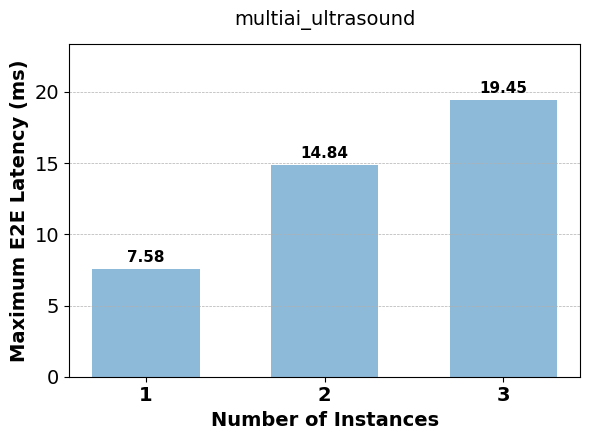 multiai_ultrasound
Maximum E2E Latency (ms)
20
15
10
5
0
7.58
14.84
19.45
1 2 3
Number of Instances